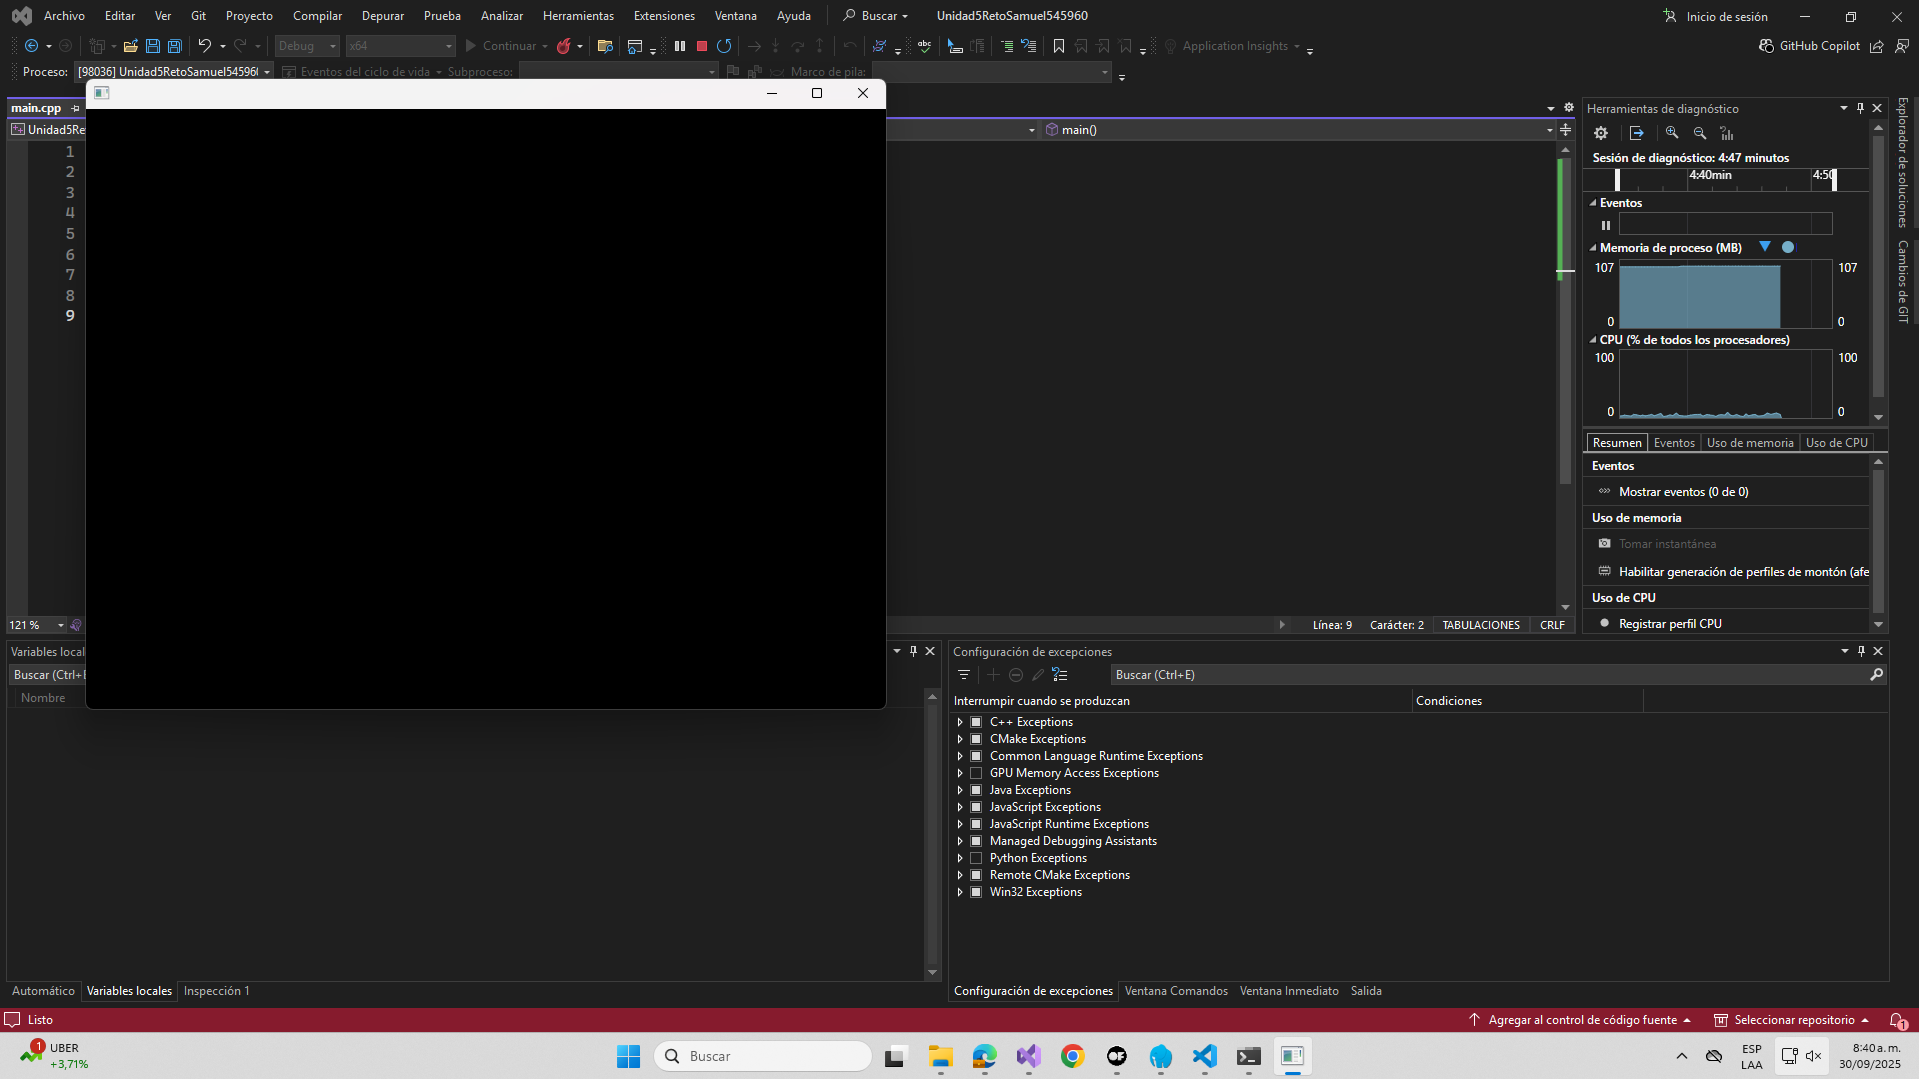 Archivo Editar Ver Git Proyecto Compilar Depurar Prueba Analizar Herramientas Extensiones Ventana Ayuda Buscar Unidad5RetoSamuel545960 Inicio de sesión
Debug x64 Continuar abc Application Insights GitHub Copilot
Proceso: [98036] Unidad5RetoSamuel54596 Eventos del ciclo de vida Subproceso: Marco de pila:
main.cpp
Unidad5Re main()
1
2
3
4
5
6
7
8
9
121 % Línea: 9 Carácter: 2 TABULACIONES CRLF
Herramientas de diagnóstico
Sesión de diagnóstico: 4:47 minutos
4:40min 4:50
Eventos
Memoria de proceso (MB)
107 107
0 0
CPU (% de todos los procesadores)
100 100
0 0
Resumen Eventos Uso de memoria Uso de CPU
Eventos
Mostrar eventos (0 de 0)
Uso de memoria
Tomar instantánea
Habilitar generación de perfiles de montón (afe
Uso de CPU
Registrar perfil CPU
Explorador de soluciones
Cambios de GIT
Variables local
Buscar (Ctrl+E
Nombre
Automático Variables locales Inspección 1
Configuración de excepciones
Buscar (Ctrl+E)
Interrumpir cuando se produzcan Condiciones
C++ Exceptions
CMake Exceptions
Common Language Runtime Exceptions
GPU Memory Access Exceptions
Java Exceptions
JavaScript Exceptions
JavaScript Runtime Exceptions
Managed Debugging Assistants
Python Exceptions
Remote CMake Exceptions
Win32 Exceptions
Configuración de excepciones Ventana Comandos Ventana Inmediato Salida
Listo Agregar al control de código fuente Seleccionar repositorio 1
1 UBER
+3,71%
Buscar
ESP
LAA
8:40 a. m.
30/09/2025